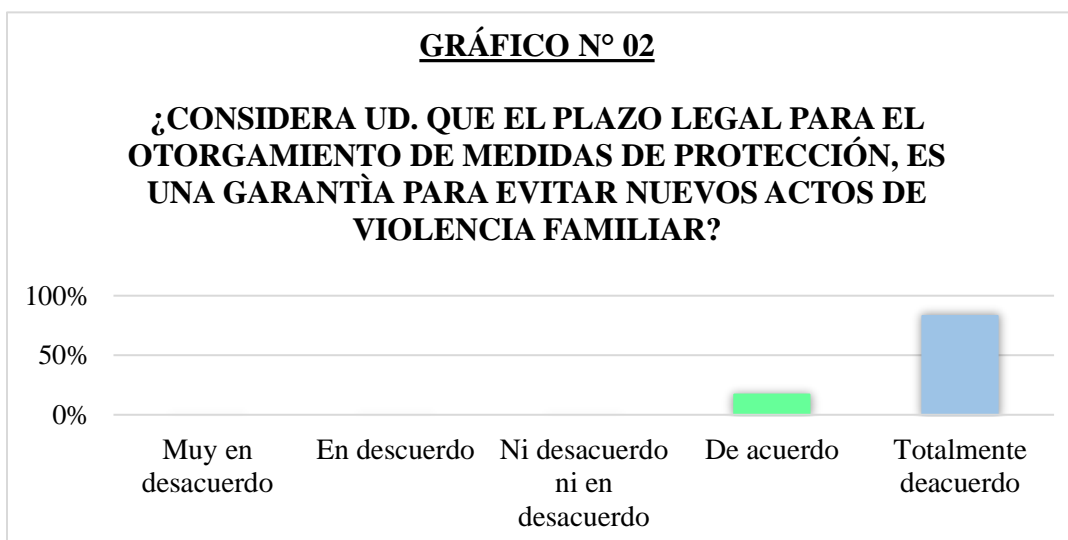 GRÁFICO N° 02
¿CONSIDERA UD. QUE EL PLAZO LEGAL PARA EL
OTORGAMIENTO DE MEDIDAS DE PROTECCIÓN, ES
UNA GARANTÌA PARA EVITAR NUEVOS ACTOS DE
VIOLENCIA FAMILIAR?
100%
50%
0%
Muy en
desacuerdo
En descuerdo
Ni desacuerdo
ni en
desacuerdo
De acuerdo
Totalmente
deacuerdo